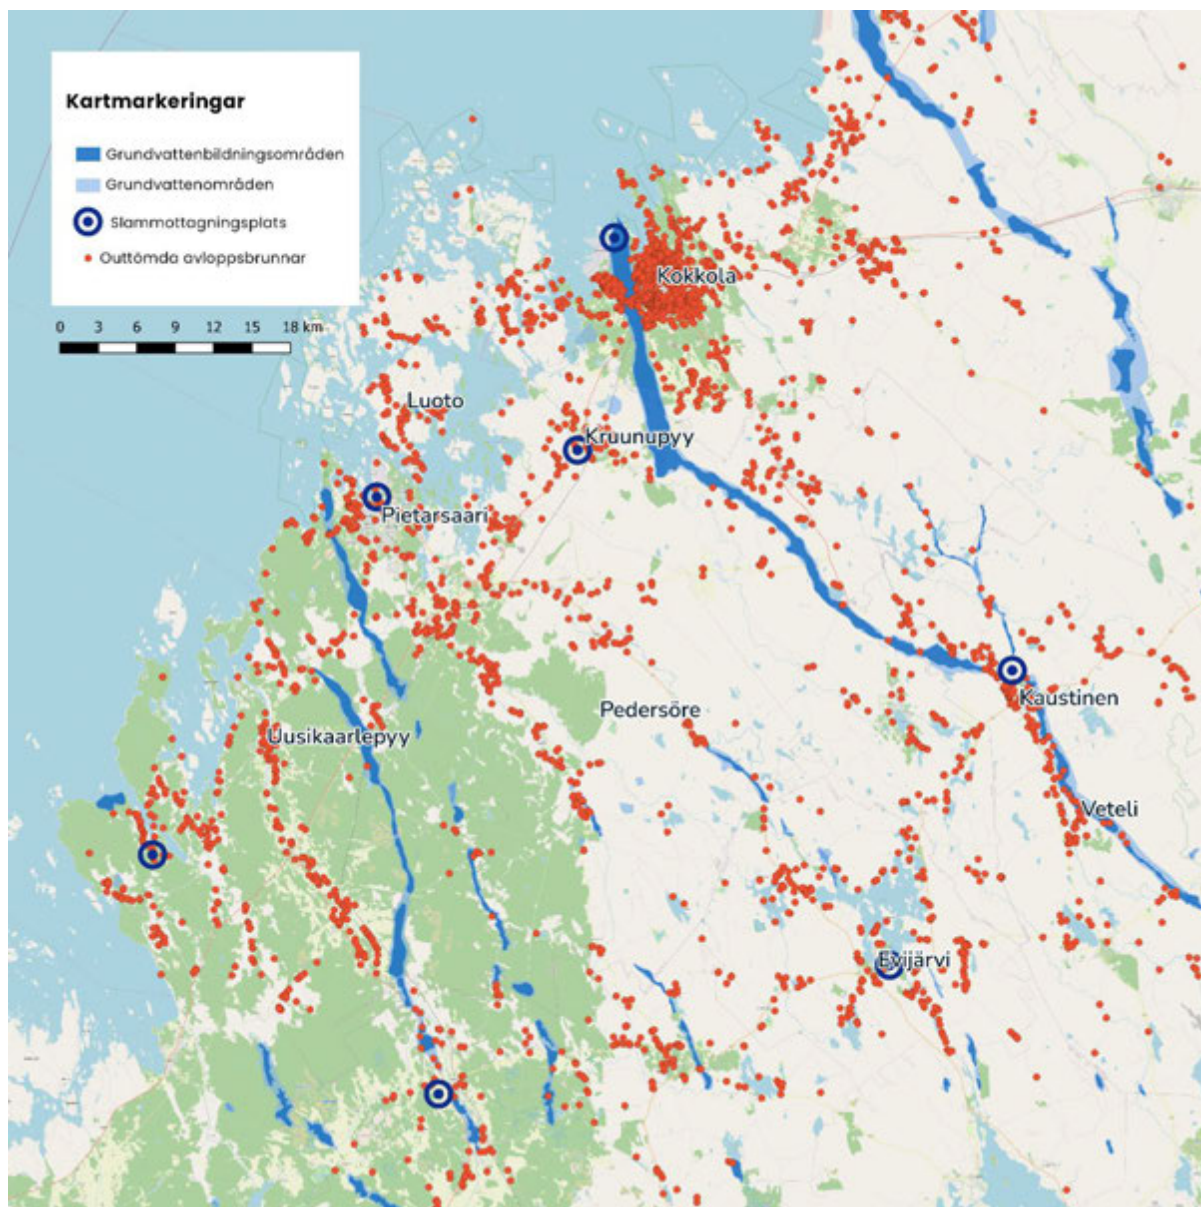 Kartmarkeringar
Grundvattenbildningsområden
Grundvattenområden
Slammottagningsplats
Outtömda avloppsbrunnar
0 3 6 9 12 15 18 km
Kokkola
Luoto
Kruunupyy
Pietarsaari
Kaustinen
Pedersöre
Uusikaarlepyy
Veteli
Evijärvi